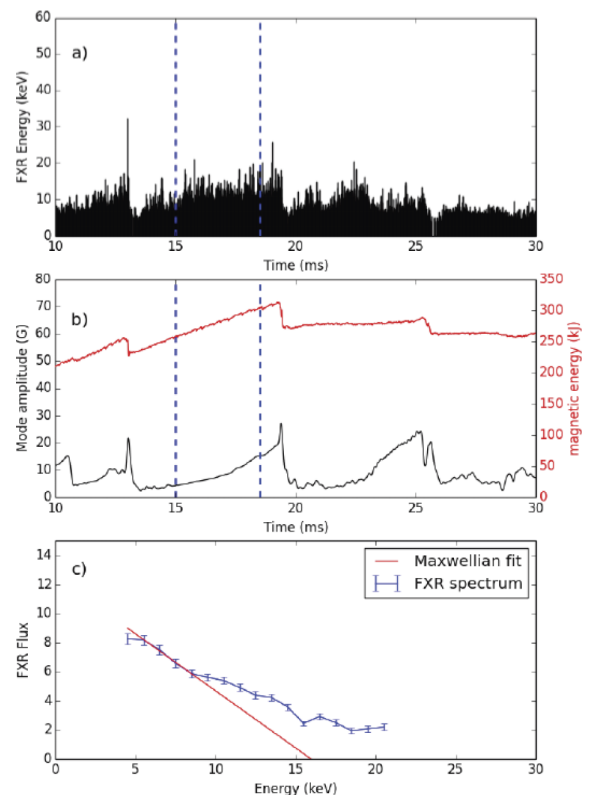 a)
FXR Energy (keV)
60
50
40
30
20
10
0
10 15 20 25 30
Time (ms)
b)
Mode amplitude (G)
80
70
60
50
40
30
20
10
0
magnetic energy (kJ)
350
300
250
200
150
100
50
0
10 15 20 25 30
Time (ms)
c)
FXR Flux
14
12
10
8
6
4
2
0
Maxwellian fit
FXR spectrum
0 5 10 15 20 25 30
Energy (keV)